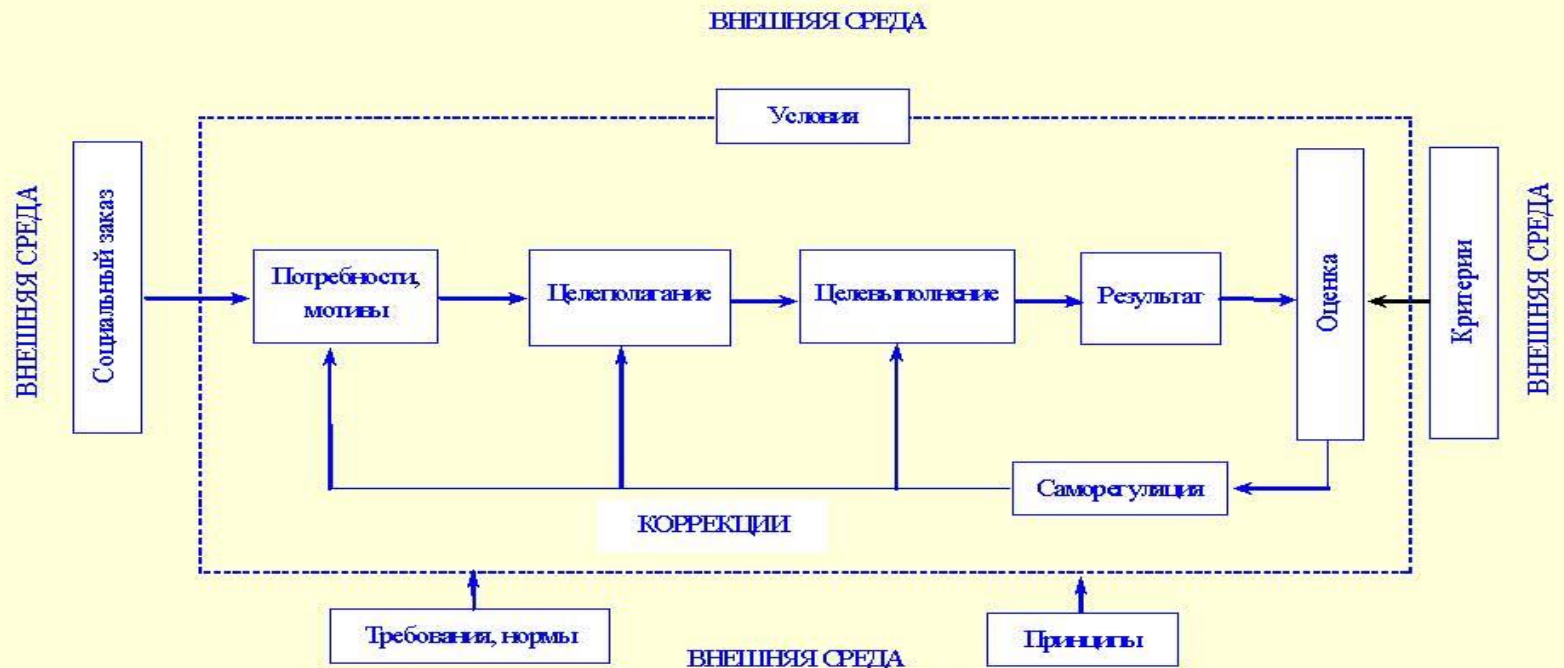 ВНЕШНЯЯ СРЕДА
Условия
ВНЕШНЯЯ СРЕДА
Социальный заказ
Потребности,
мотивы
Целеполагание
Целевыполнение
Результат
Оценка
Критерии
ВНЕШНЯЯ СРЕДА
Саморегуляция
КОРРЕКЦИИ
Требования, нормы
Принципы
ВНЕШНЯЯ СРЕДА